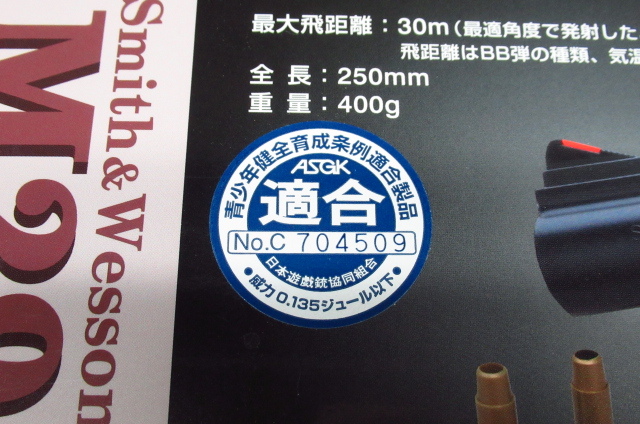 Smith & Wesson
M29
最大飛距離：30m（最適角度で発射した
飛距離はBB弾の種類、気温
全 長：250mm
重 量：400g
青少年健全育成条例適合製品
ASGK
適合
No.C 704509
日本遊戯銃協同組合
・威力0.135ジュール以下・